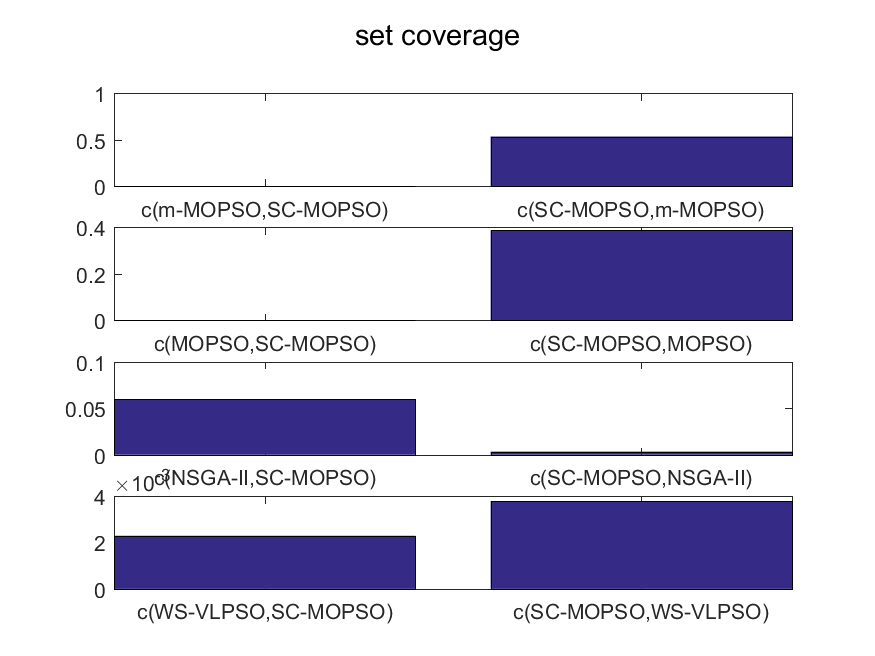 set coverage
1
0.5
0
c(m-MOPSO,SC-MOPSO) c(SC-MOPSO,m-MOPSO)
0.4
0.2
0
c(MOPSO,SC-MOPSO) c(SC-MOPSO,MOPSO)
0.1
0.05
0
c(NSGA-II,SC-MOPSO) c(SC-MOPSO,NSGA-II)
×10⁻³
4
2
0
c(WS-VLPSO,SC-MOPSO) c(SC-MOPSO,WS-VLPSO)